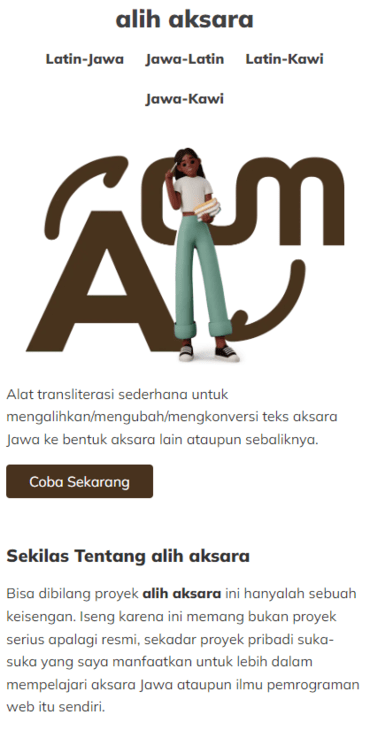 alih aksara
Latin-Jawa Jawa-Latin Latin-Kawi
Jawa-Kawi
A ꦲ
Alat transliterasi sederhana untuk
mengalihkan/mengubah/mengkonversi teks aksara
Jawa ke bentuk aksara lain ataupun sebaliknya.
Coba Sekarang
Sekilas Tentang alih aksara
Bisa dibilang proyek alih aksara ini hanyalah sebuah
keisengan. Iseng karena ini memang bukan proyek
serius apalagi resmi, sekadar proyek pribadi suka-
suka yang saya manfaatkan untuk lebih dalam
mempelajari aksara Jawa ataupun ilmu pemrograman
web itu sendiri.